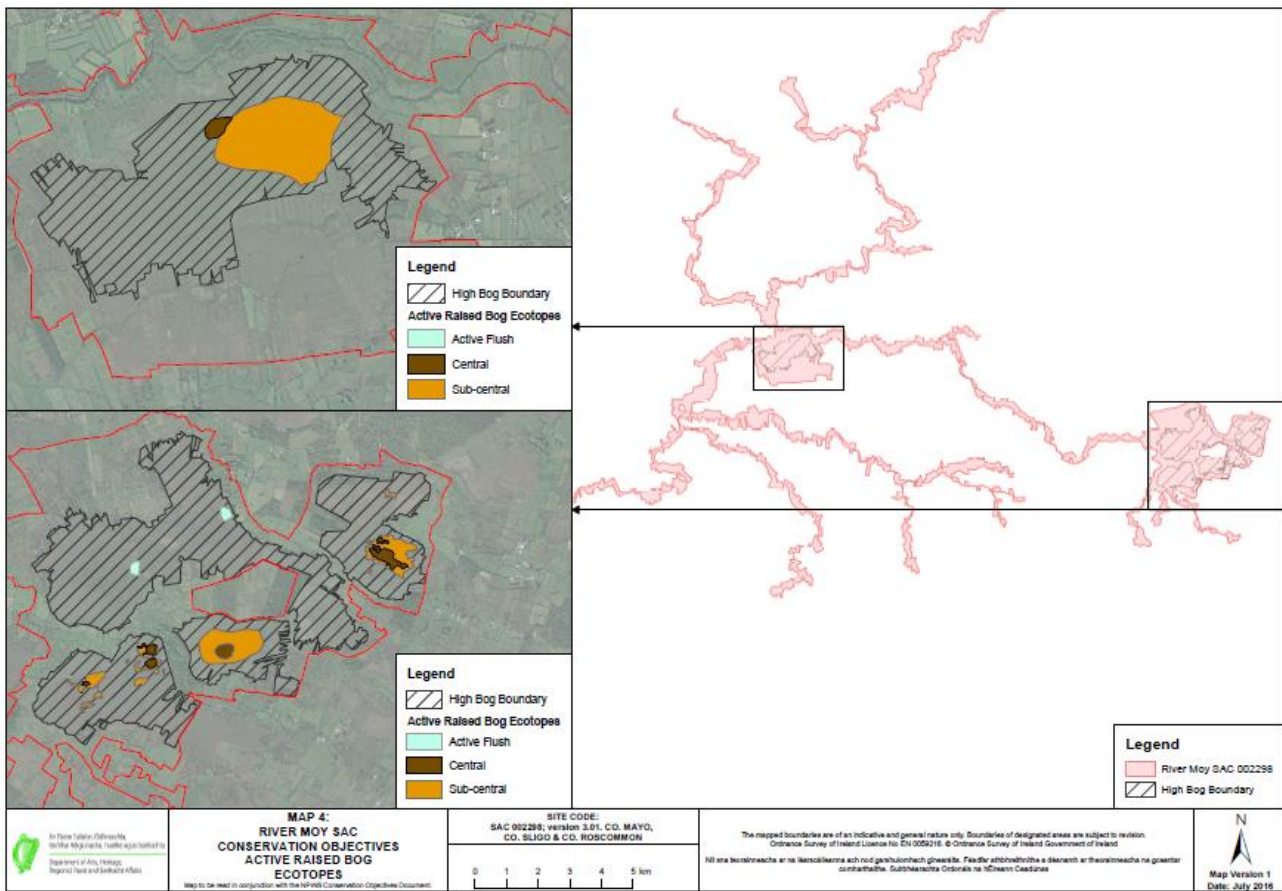 Legend
High Bog Boundary
Active Raised Bog Ecotopes
Active Flush
Central
Sub-central
Legend
High Bog Boundary
Active Raised Bog Ecotopes
Active Flush
Central
Sub-central
Legend
River Moy SAC 002298
High Bog Boundary
Department of Arts, Heritage,
Regional, Rural and Gaeltacht Affairs
MAP 4:
RIVER MOY SAC
CONSERVATION OBJECTIVES
ACTIVE RAISED BOG
ECOTOPES
Map to be read in conjunction with the NPWS Conservation Objectives Document.
SITE CODE:
SAC 002298; version 3.01. CO. MAYO,
CO. SLIGO & CO. ROSCOMMON
0 1 2 3 4 5 km
The mapped boundaries are of an indicative and general nature only. Boundaries of designated areas are subject to revision.
Ordnance Survey of Ireland Licence No EN 0059216. © Ordnance Survey of Ireland Government of Ireland
N
Map Version 1
Date: July 2016